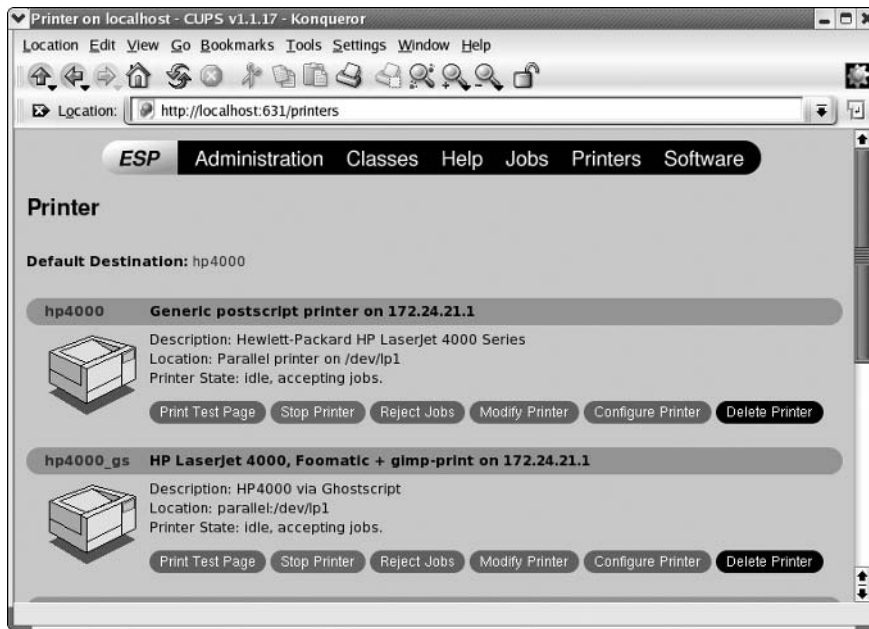 Printer on localhost - CUPS v1.1.17 - Konqueror
Location Edit View Go Bookmarks Tools Settings Window Help
Location: http://localhost:631/printers
ESP Administration Classes Help Jobs Printers Software
Printer
Default Destination: hp4000
hp4000 Generic postscript printer on 172.24.21.1
Description: Hewlett-Packard HP LaserJet 4000 Series
Location: Parallel printer on /dev/lp1
Printer State: idle, accepting jobs.
Print Test Page Stop Printer Reject Jobs Modify Printer Configure Printer Delete Printer
hp4000_gs HP LaserJet 4000, Foomatic + gimp-print on 172.24.21.1
Description: HP4000 via Ghostscript
Location: parallel:/dev/lp1
Printer State: idle, accepting jobs.
Print Test Page Stop Printer Reject Jobs Modify Printer Configure Printer Delete Printer